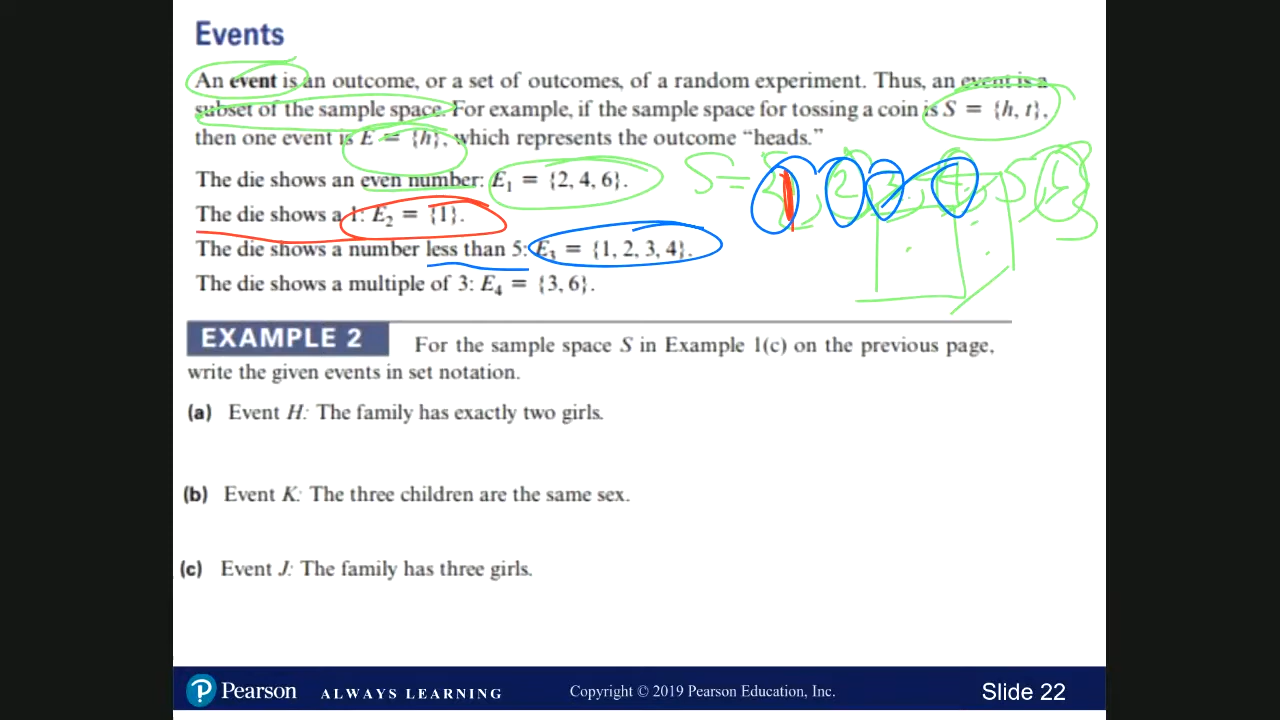 Events
An event is an outcome, or a set of outcomes, of a random experiment. Thus, an event is a
subset of the sample space. For example, if the sample space for tossing a coin is S = {h, t},
then one event is E = {h}, which represents the outcome “heads.”
The die shows an even number: E₁ = {2, 4, 6}.
S = {1, 2, 3, 4, 5, 6}
The die shows a 1: E₂ = {1}.
The die shows a number less than 5: E₃ = {1, 2, 3, 4}.
The die shows a multiple of 3: E₄ = {3, 6}.
EXAMPLE 2 For the sample space S in Example 1(c) on the previous page,
write the given events in set notation.
(a) Event H: The family has exactly two girls.
(b) Event K: The three children are the same sex.
(c) Event J: The family has three girls.
Pearson ALWAYS LEARNING Copyright © 2019 Pearson Education, Inc. Slide 22